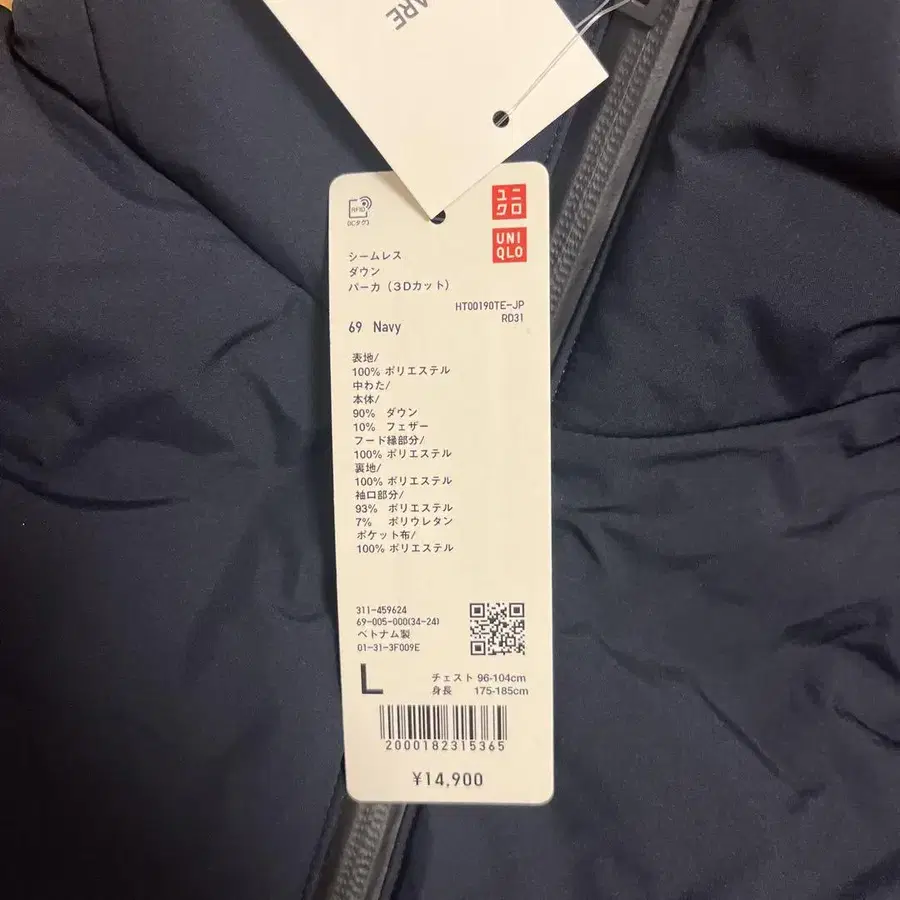 ARE
RFID
(ICタグ)
ユニ
クロ
UNI
QLO
シームレス
ダウン
パーカ（3Dカット）
HT00190TE-JP
RD31
69 Navy
表地/
100% ポリエステル
中わた/
本体/
90% ダウン
10% フェザー
フード縁部分/
100% ポリエステル
裏地/
100% ポリエステル
袖口部分/
93% ポリエステル
7% ポリウレタン
ポケット布/
100% ポリエステル
311-459624
69-005-000(34-24)
ベトナム製
01-31-3F009E
L
チェスト 96-104cm
身長 175-185cm
2000182315365
¥14,900